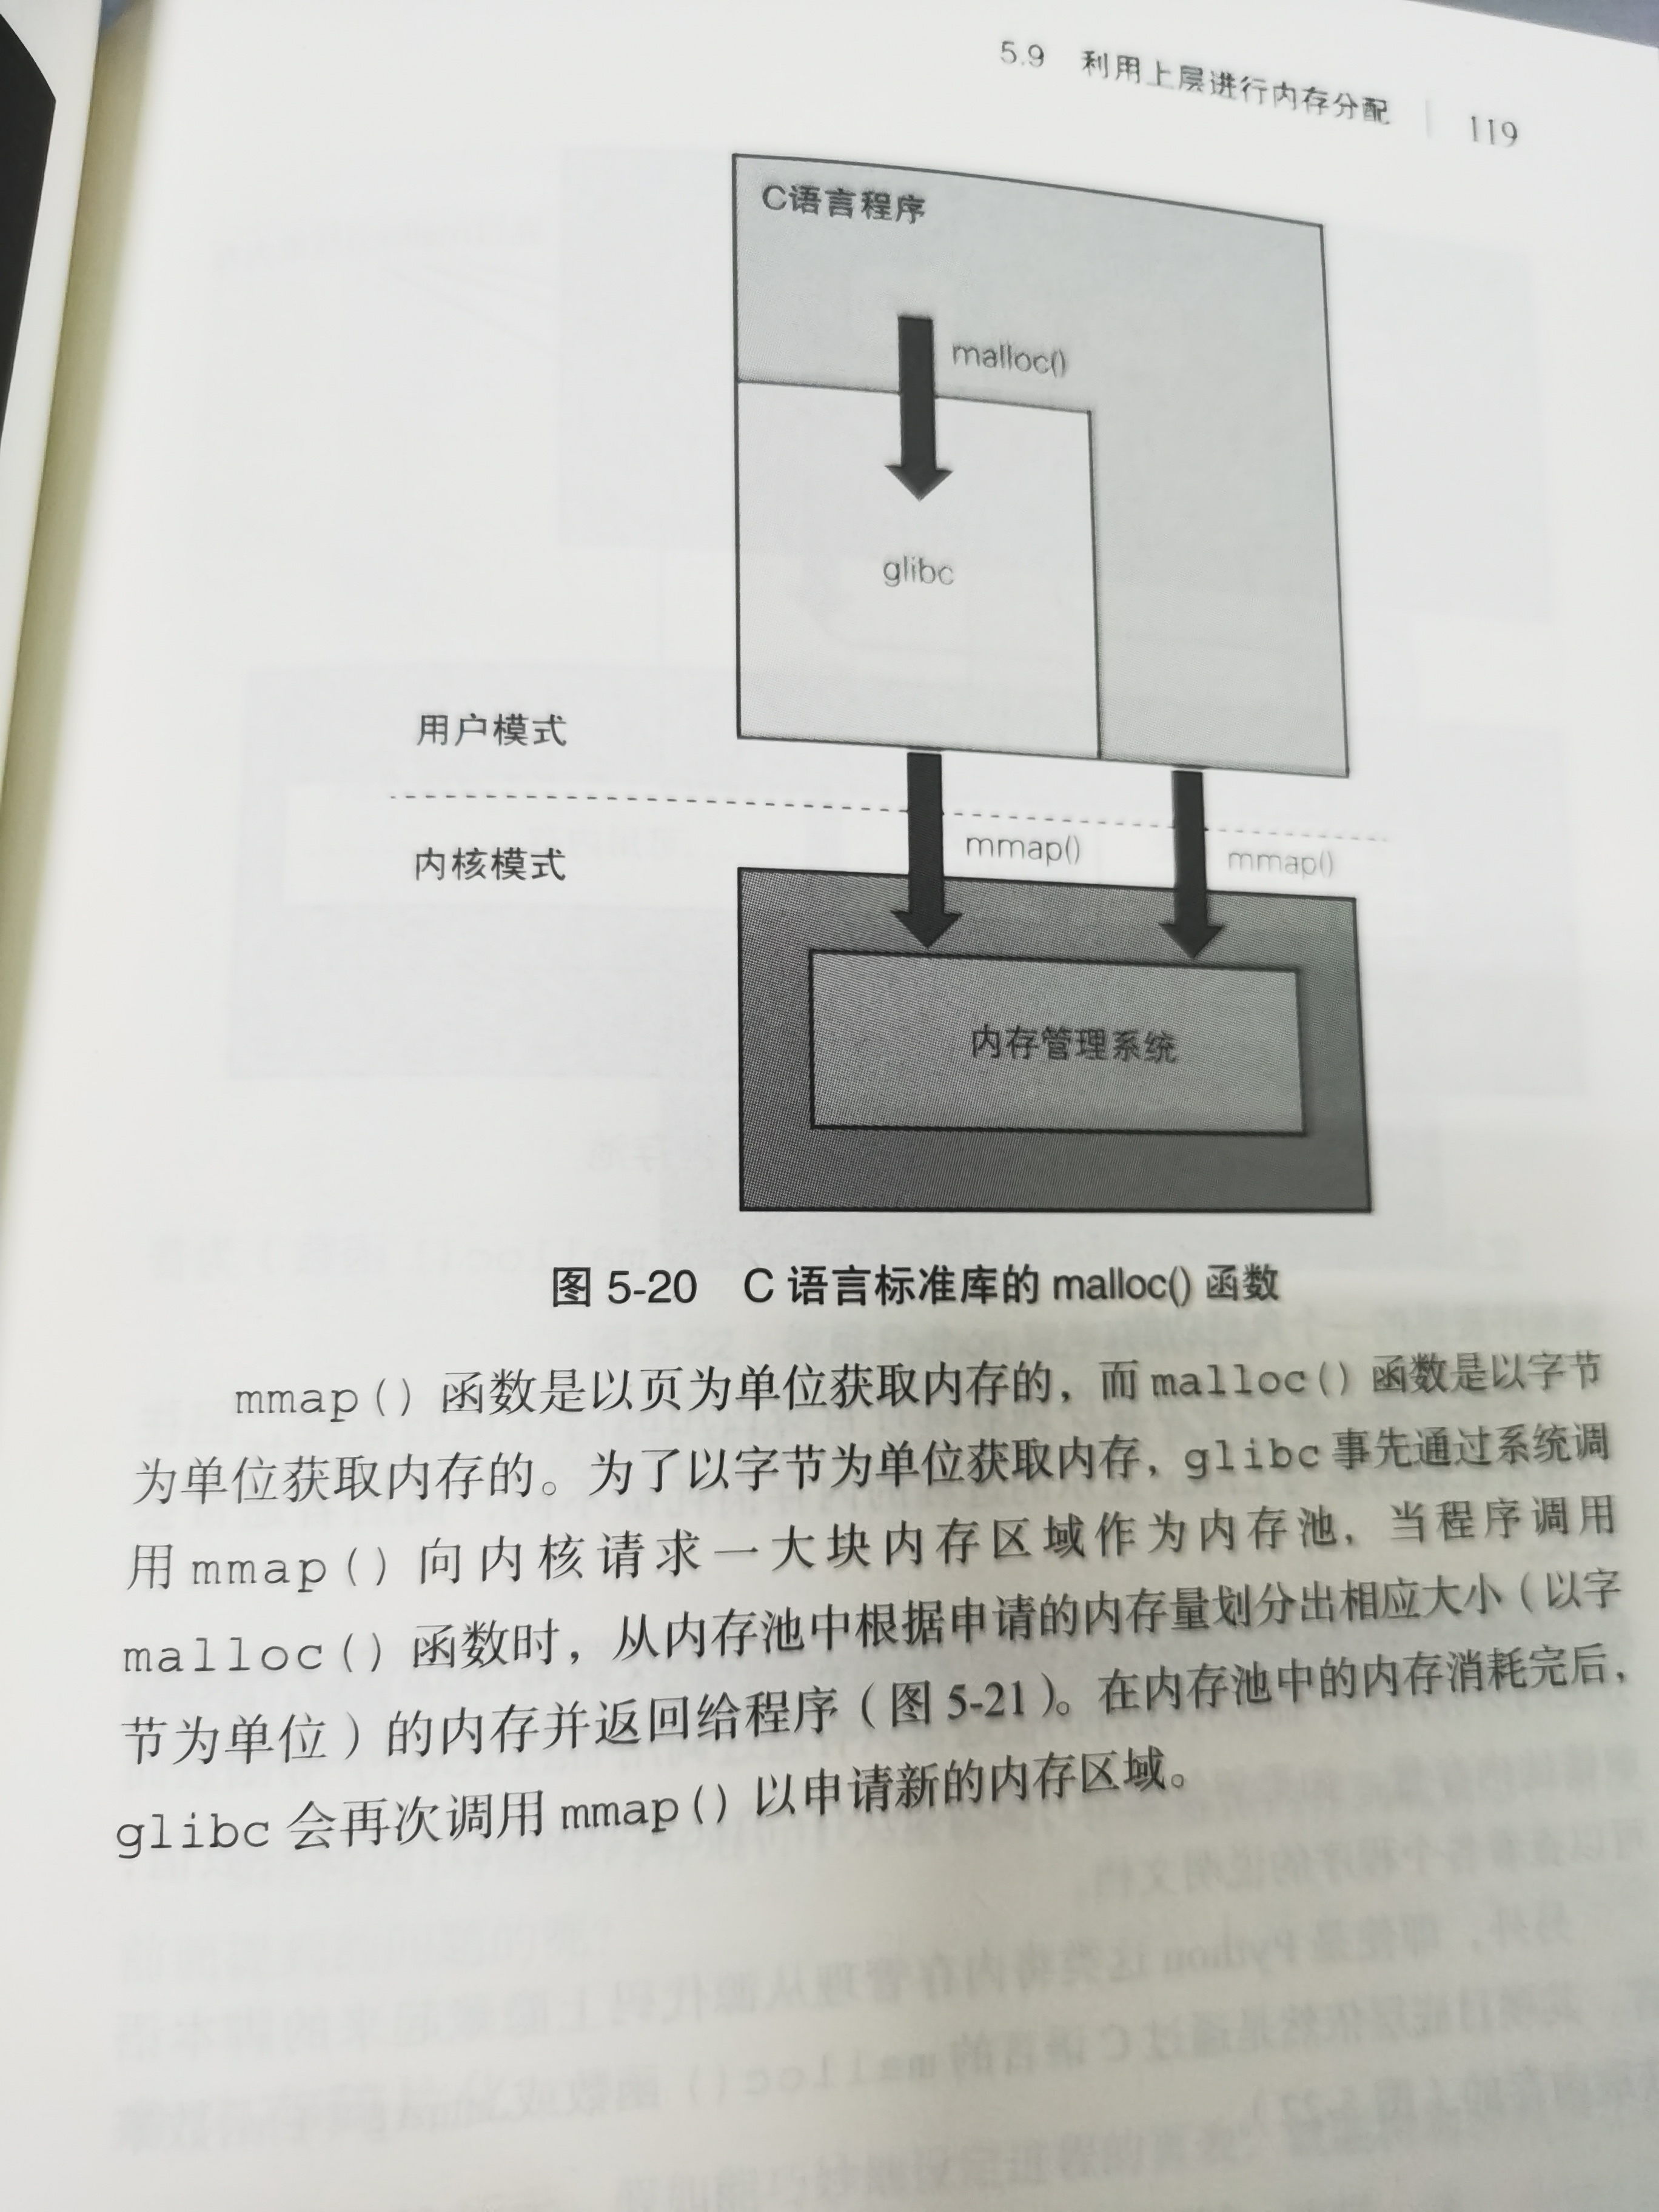 5.9 利用上层进行内存分配 | 119
C语言程序
malloc()
glibc
用户模式
内核模式
mmap()
mmap()
内存管理系统
图 5-20 C 语言标准库的 malloc() 函数
mmap() 函数是以页为单位获取内存的，而 malloc() 函数是以字节
为单位获取内存的。为了以字节为单位获取内存，glibc 事先通过系统调
用 mmap() 向内核请求一大块内存区域作为内存池，当程序调用
malloc() 函数时，从内存池中根据申请的内存量划分出相应大小（以字
节为单位）的内存并返回给程序（图 5-21）。在内存池中的内存消耗完后，
glibc 会再次调用 mmap() 以申请新的内存区域。